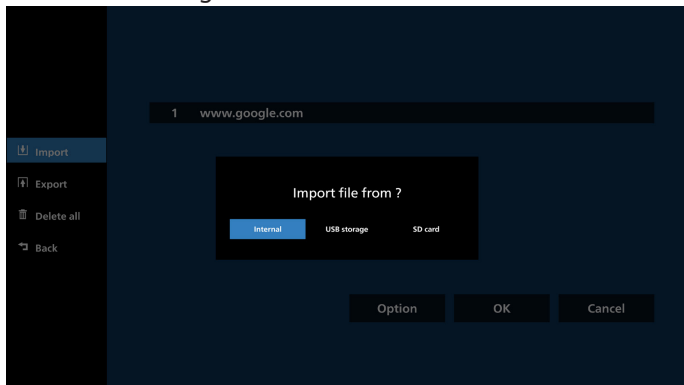 1 www.google.com
Import
Export
Delete all
Back
Import file from ?
Internal USB storage SD card
Option OK Cancel